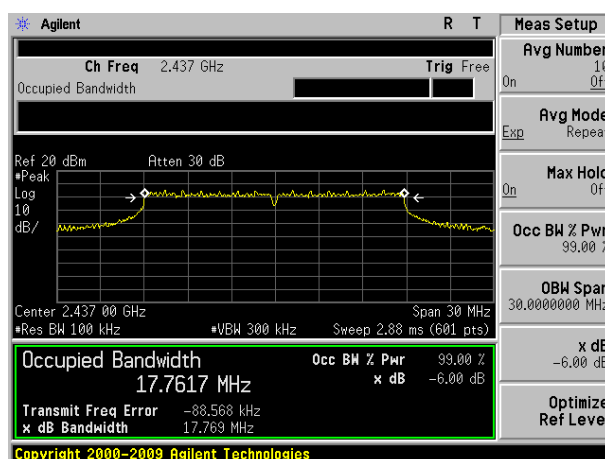 Agilent R T
Meas Setup
Avg Number
10
On Off
Ch Freq 2.437 GHz Trig Free
Occupied Bandwidth
Avg Mode
Exp Repeat
Ref 20 dBm Atten 30 dB
#Peak
Log
10
dB/
Max Hold
On Off
Occ BW % Pwr
99.00 %
OBW Span
30.0000000 MHz
Center 2.437 00 GHz Span 30 MHz
#Res BW 100 kHz #VBW 300 kHz Sweep 2.88 ms (601 pts)
x dB
-6.00 dB
Occupied Bandwidth Occ BW % Pwr 99.00 %
17.7617 MHz x dB -6.00 dB
Transmit Freq Error -88.568 kHz
x dB Bandwidth 17.769 MHz
Optimize
Ref Level
Copyright 2000-2009 Agilent Technologies